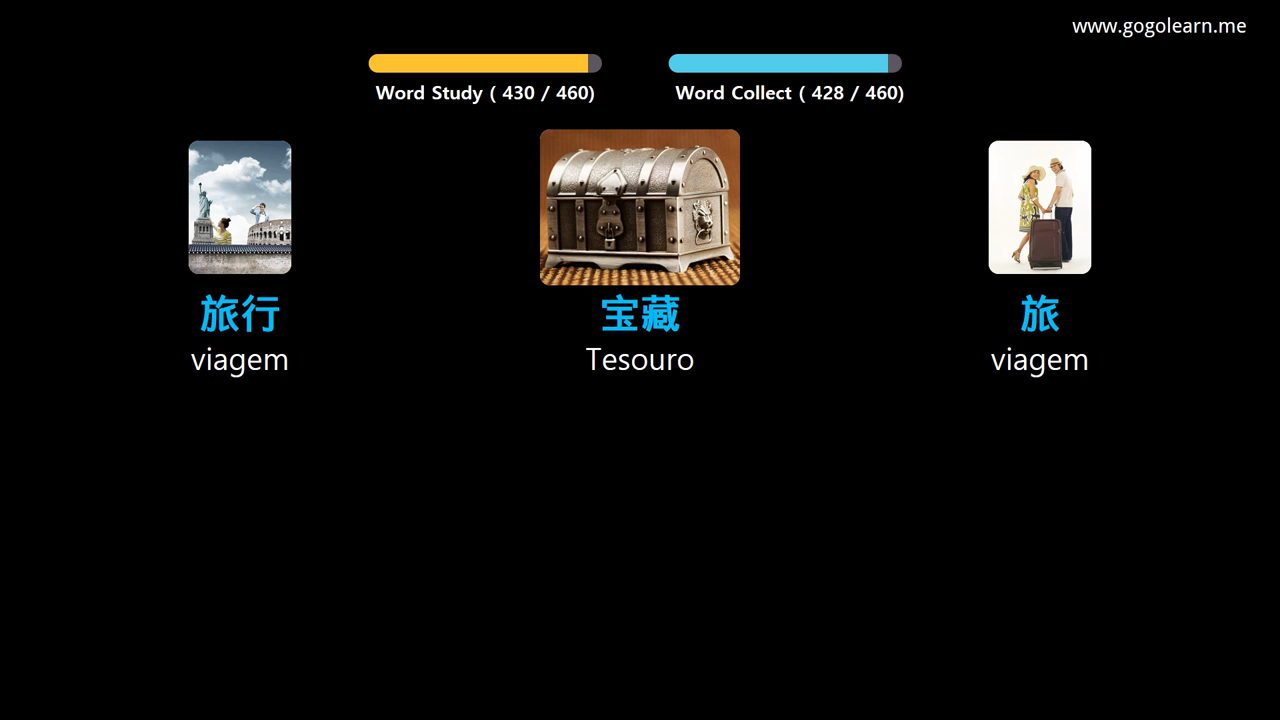 www.gogolearn.me
Word Study ( 430 / 460)
Word Collect ( 428 / 460)
旅行
宝藏
旅
viagem
Tesouro
viagem